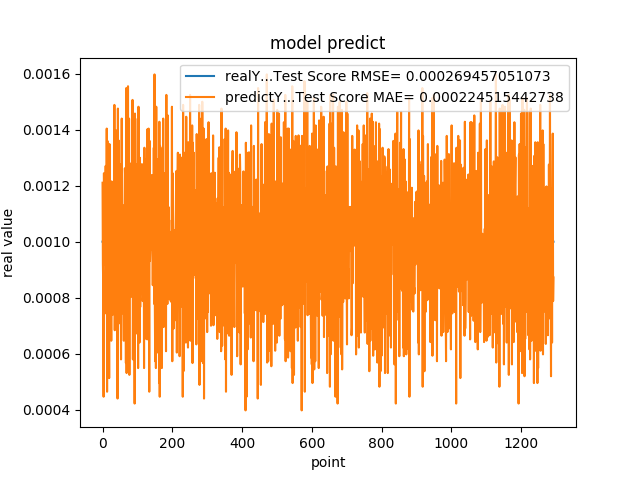 model predict
realY...Test Score RMSE= 0.000269457051073
predictY...Test Score MAE= 0.000224515442738
0.0016
0.0014
0.0012
0.0010
0.0008
0.0006
0.0004
real value
0 200 400 600 800 1000 1200
point